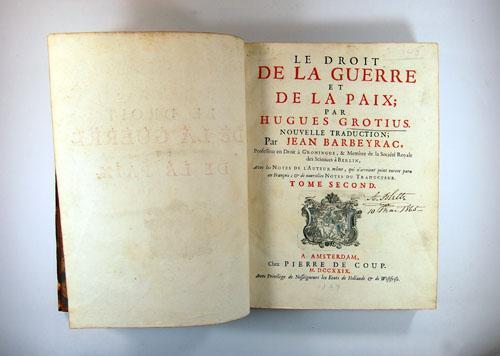 LE DROIT
DE LA GUERRE
ET
DE LA PAIX;
PAR
HUGUES GROTIUS.
NOUVELLE TRADUCTION;
Par JEAN BARBEYRAC,
Professeur en Droit à GRONINGUE, & Membre de la Société Royale
des Sciences à BERLIN,
Avec les NOTES DE L'AUTEUR même, qui n'avoient point encore paru
en François; & de nouvelles NOTES DU TRADUCTEUR.
TOME SECOND.
10 1865
A AMSTERDAM,
Chez PIERRE DE COUP.
M. DCCXXIX.
Avec Privilège de Nosseigneurs les Etats de Hollande & de Westfrise.